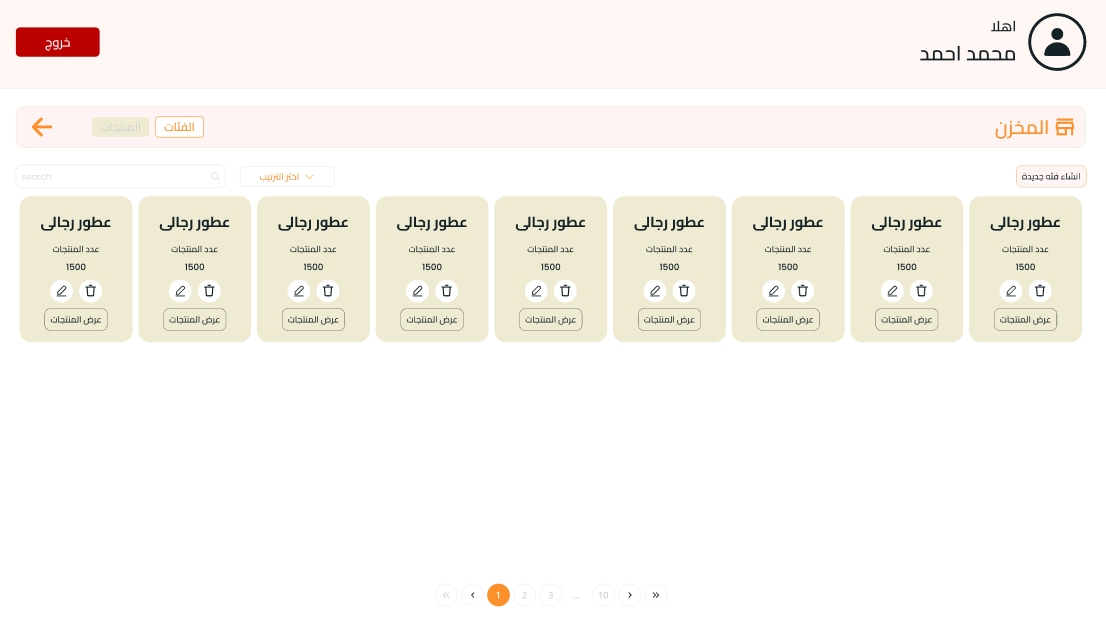 اهلا
محمد احمد
خروج
المخزن
الفئات
المنتجات
انشاء فئه جديدة
اختر الترتيب
search
عطور رجالى
عدد المنتجات
1500
عرض المنتجات
عطور رجالى
عدد المنتجات
1500
عرض المنتجات
عطور رجالى
عدد المنتجات
1500
عرض المنتجات
عطور رجالى
عدد المنتجات
1500
عرض المنتجات
عطور رجالى
عدد المنتجات
1500
عرض المنتجات
عطور رجالى
عدد المنتجات
1500
عرض المنتجات
عطور رجالى
عدد المنتجات
1500
عرض المنتجات
عطور رجالى
عدد المنتجات
1500
عرض المنتجات
عطور رجالى
عدد المنتجات
1500
عرض المنتجات
« ‹ 1 2 3 ... 10 › »